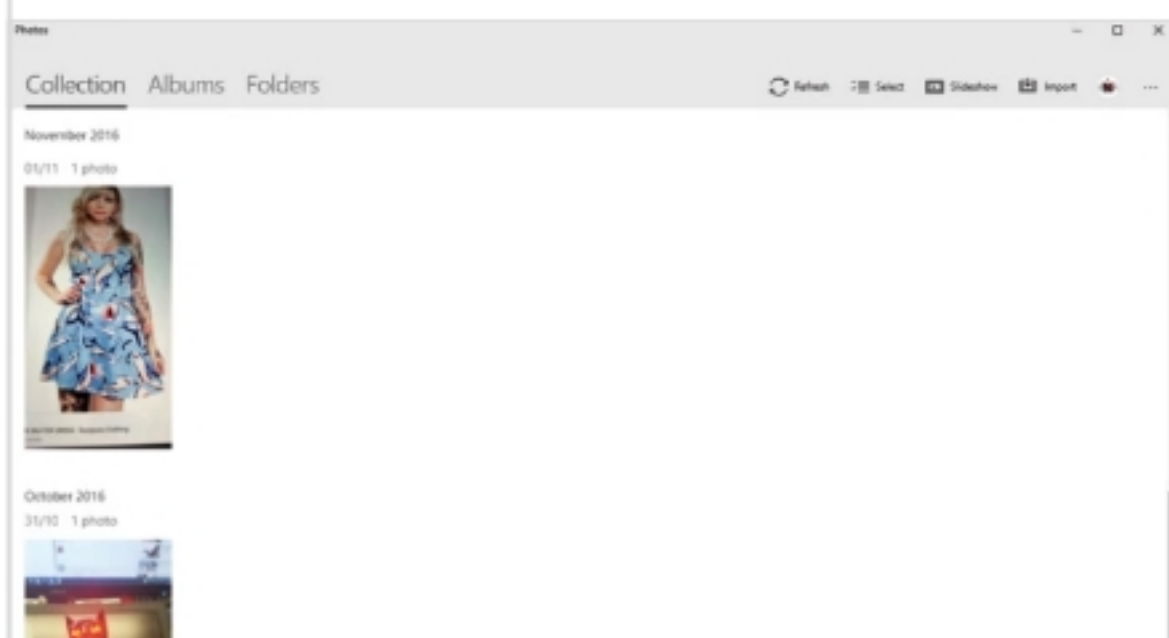 Photos
Collection Albums Folders
Refresh Select Slideshow Import
November 2016
01/11 1 photo
October 2016
31/10 1 photo